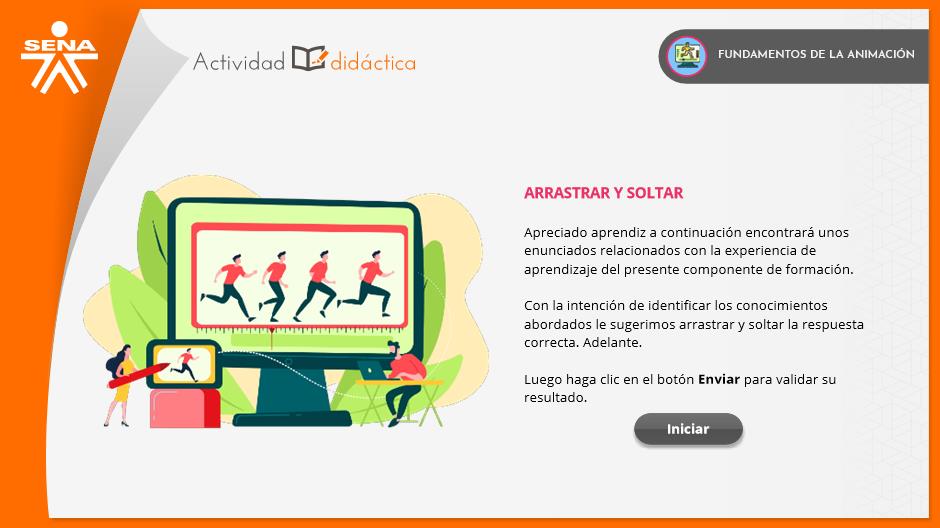 SENA
Actividad didáctica
FUNDAMENTOS DE LA ANIMACIÓN
ARRASTRAR Y SOLTAR
Apreciado aprendiz a continuación encontrará unos
enunciados relacionados con la experiencia de
aprendizaje del presente componente de formación.
Con la intención de identificar los conocimientos
abordados le sugerimos arrastrar y soltar la respuesta
correcta. Adelante.
Luego haga clic en el botón Enviar para validar su
resultado.
Iniciar